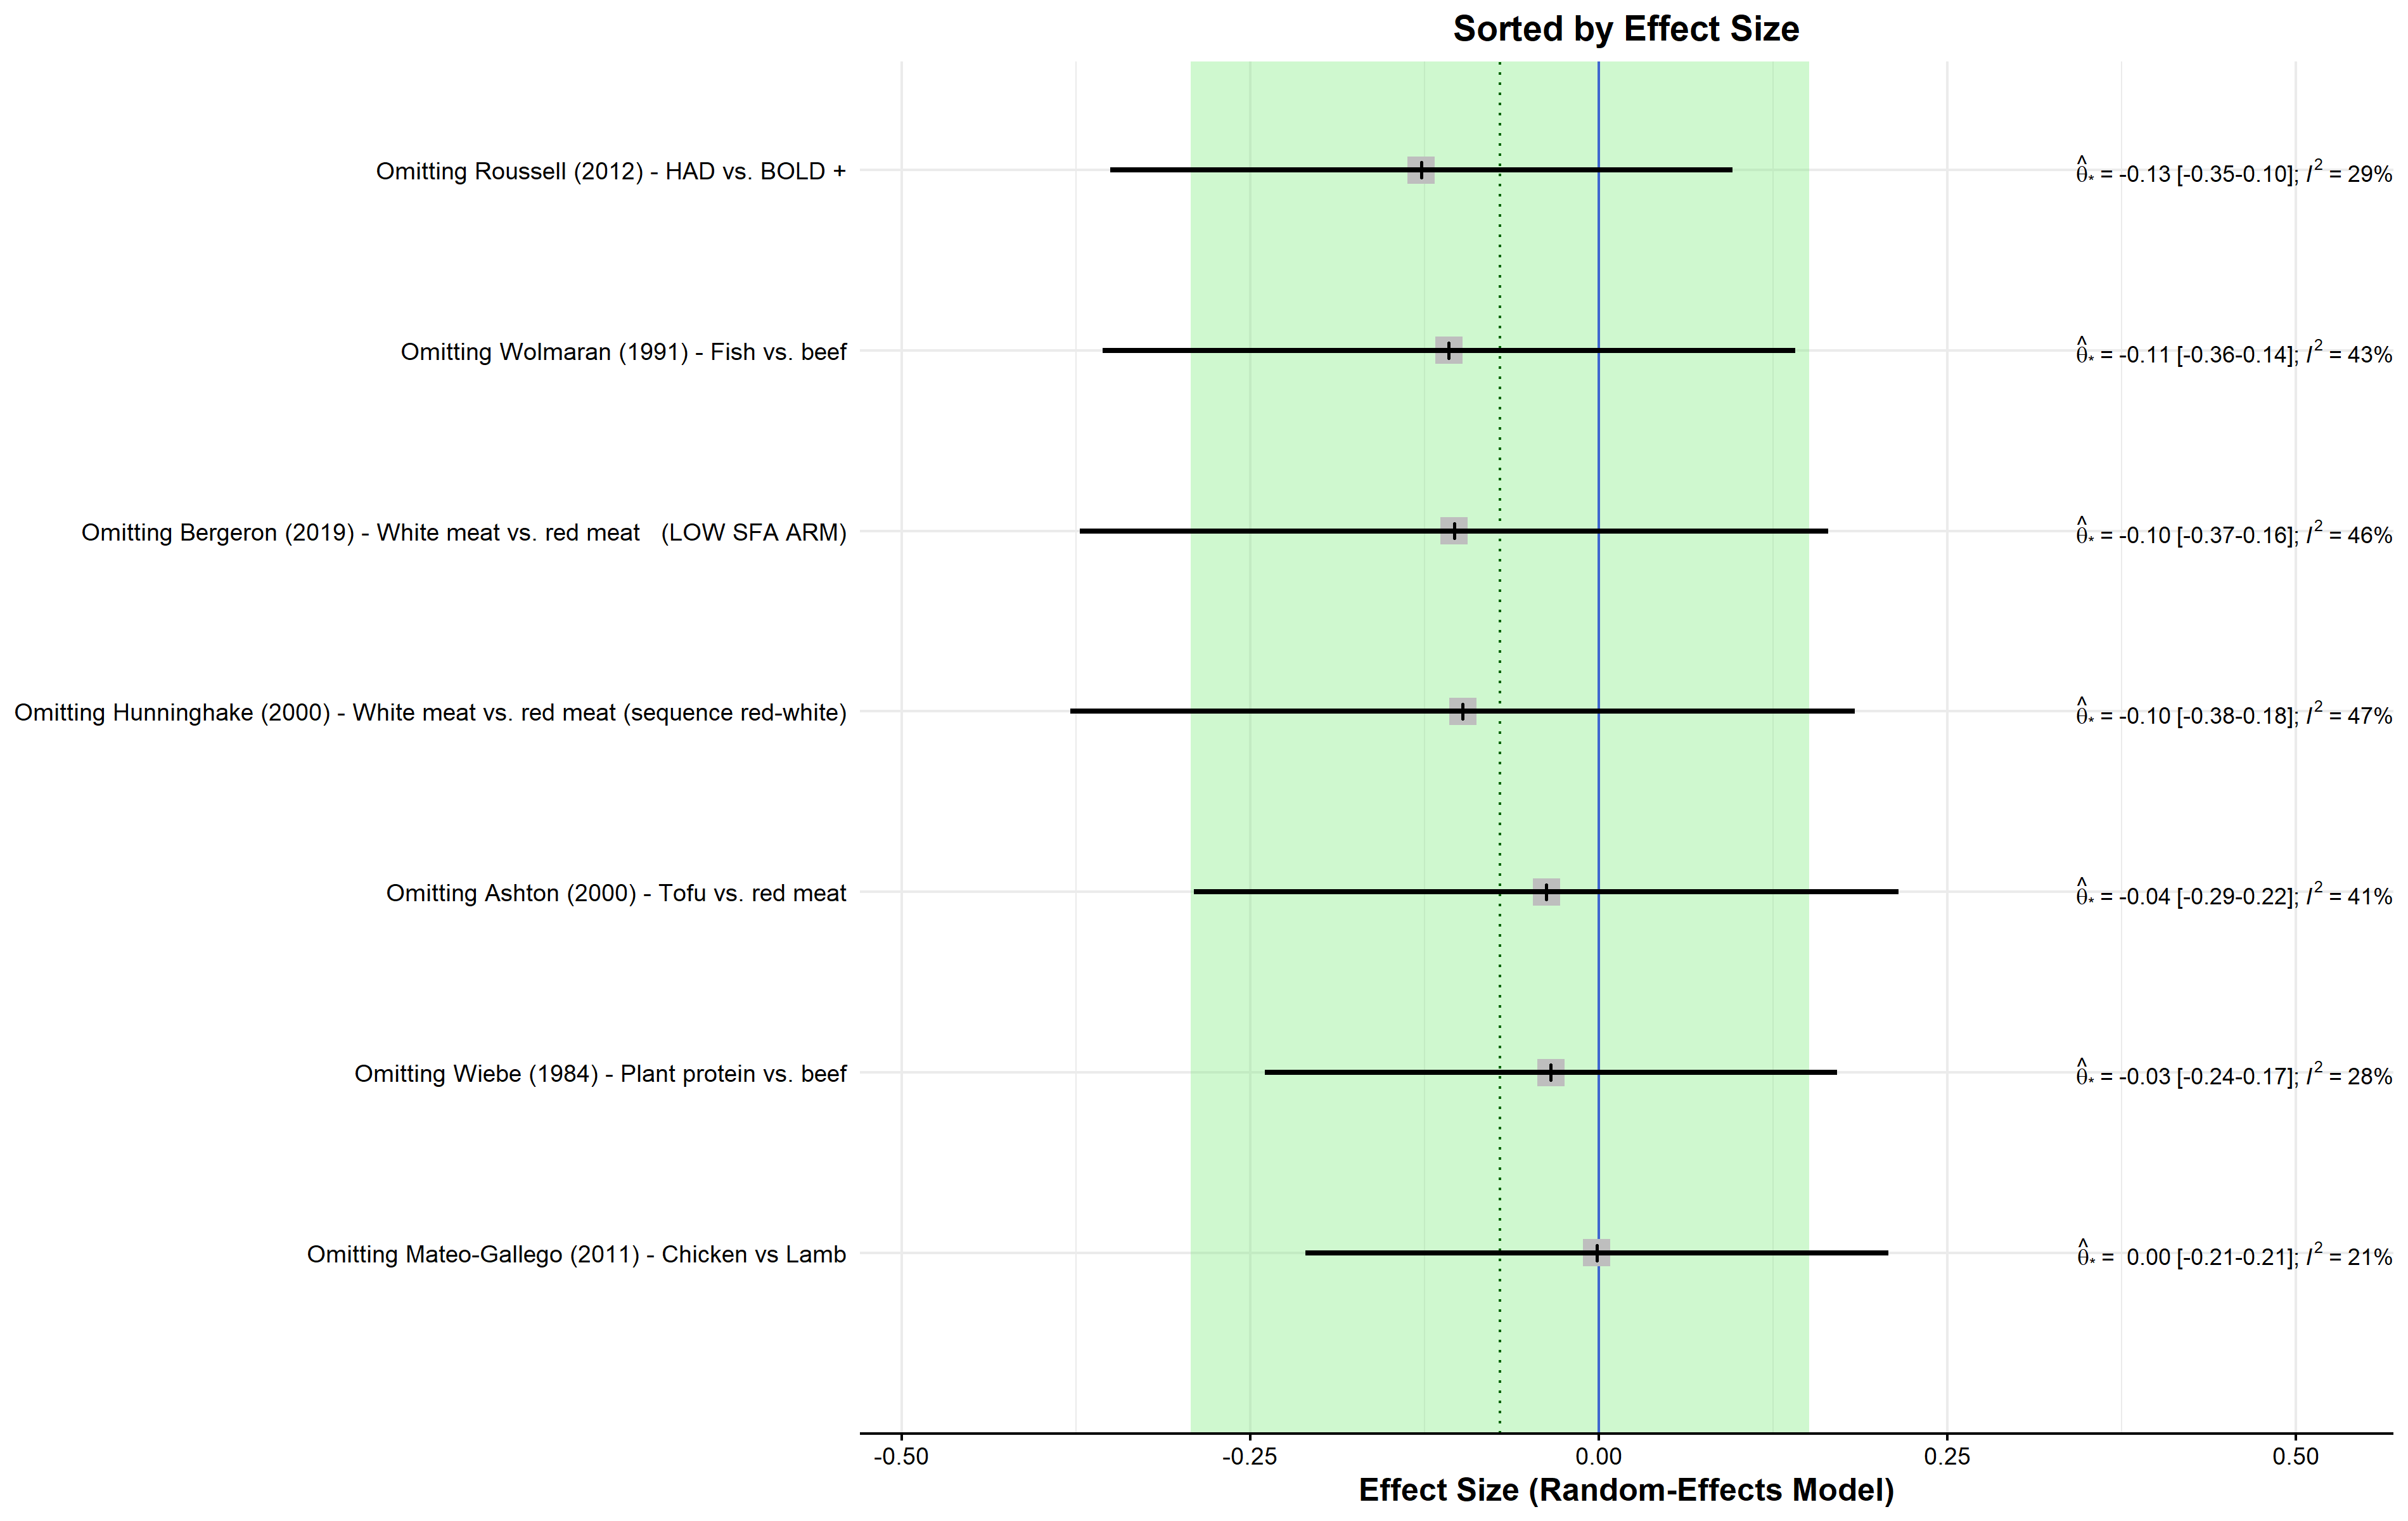 Sorted by Effect Size
Omitting Roussell (2012) - HAD vs. BOLD + θ̂* = -0.13 [-0.35-0.10]; I² = 29%
Omitting Wolmaran (1991) - Fish vs. beef θ̂* = -0.11 [-0.36-0.14]; I² = 43%
Omitting Bergeron (2019) - White meat vs. red meat   (LOW SFA ARM) θ̂* = -0.10 [-0.37-0.16]; I² = 46%
Omitting Hunninghake (2000) - White meat vs. red meat (sequence red-white) θ̂* = -0.10 [-0.38-0.18]; I² = 47%
Omitting Ashton (2000) - Tofu vs. red meat θ̂* = -0.04 [-0.29-0.22]; I² = 41%
Omitting Wiebe (1984) - Plant protein vs. beef θ̂* = -0.03 [-0.24-0.17]; I² = 28%
Omitting Mateo-Gallego (2011) - Chicken vs Lamb θ̂* =  0.00 [-0.21-0.21]; I² = 21%
-0.50 -0.25 0.00 0.25 0.50
Effect Size (Random-Effects Model)